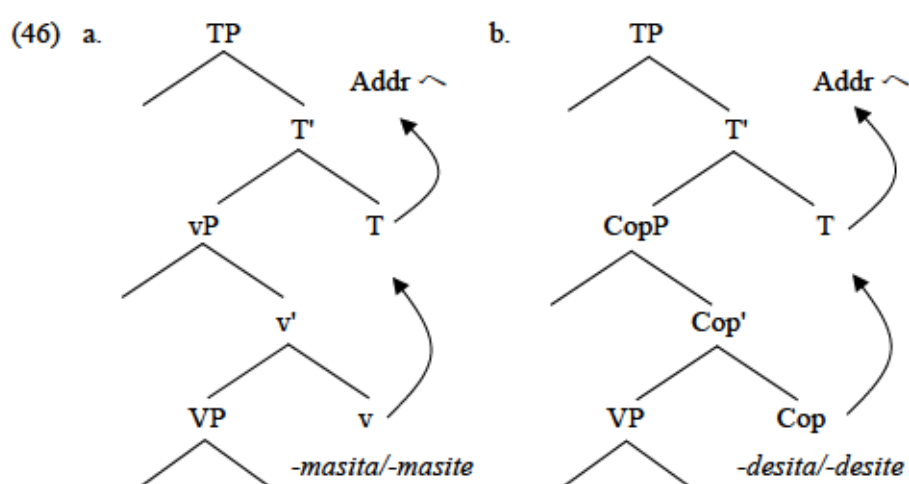 (46) a. TP b. TP
Addr Addr
T' T'
vP T CopP T
v' Cop'
VP v VP Cop
-masita/-masite -desita/-desite